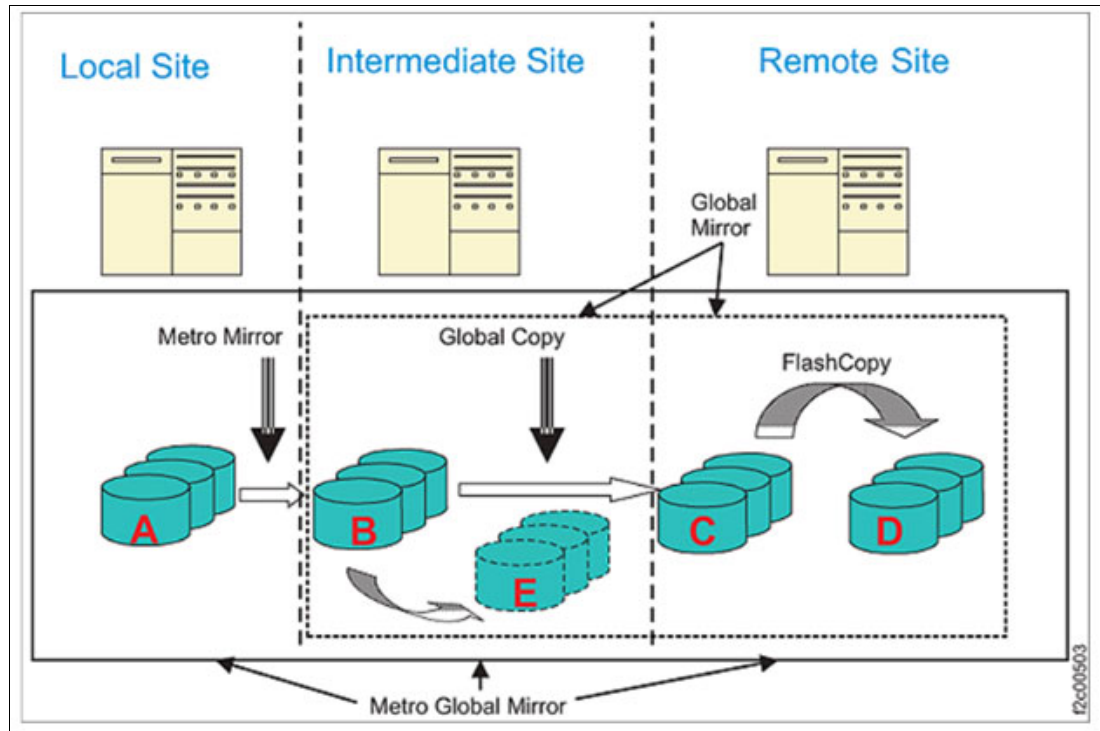 Local Site
Intermediate Site
Remote Site
Global
Mirror
Metro Mirror
Global Copy
FlashCopy
A
B
C
D
E
Metro Global Mirror
f2c00503